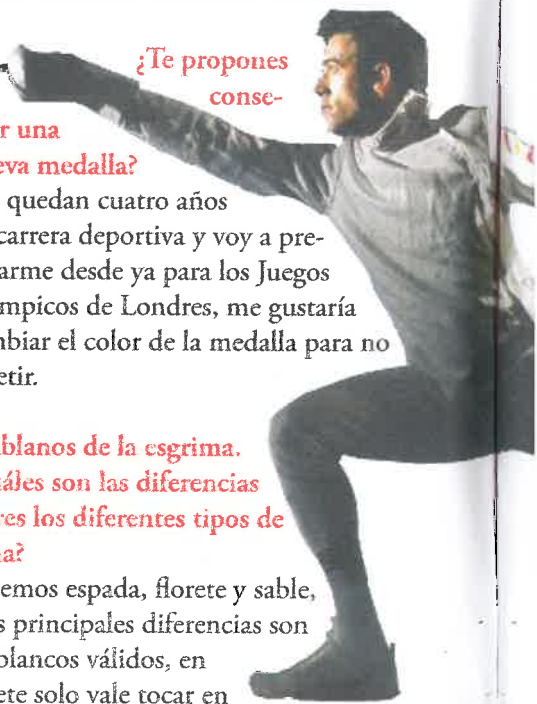 ¿Te propones
conse-
r una
eva medalla?
quedan cuatro años
carrera deportiva y voy a pre-
arme desde ya para los Juegos
mpicos de Londres, me gustaría
biar el color de la medalla para no
etir.
blanos de la esgrima.
áles son las diferencias
res los diferentes tipos de
a?
emos espada, florete y sable,
s principales diferencias son
blancos válidos, en
ete solo vale tocar en